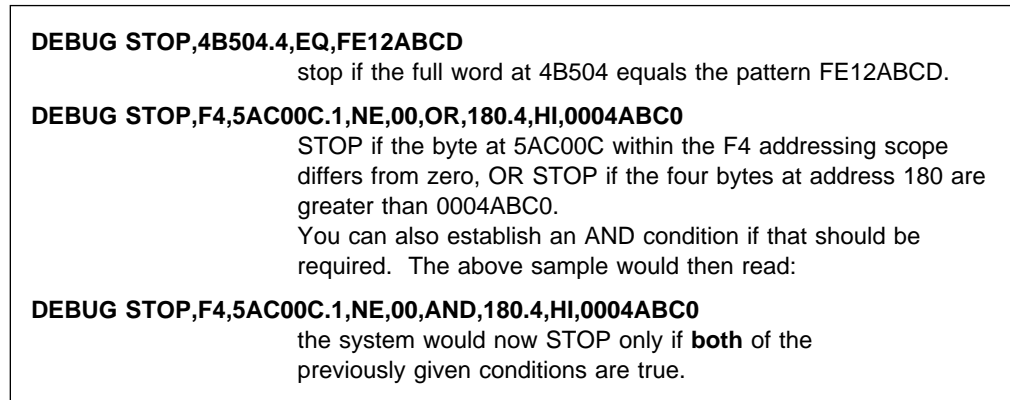 DEBUG STOP,4B504.4,EQ,FE12ABCD
stop if the full word at 4B504 equals the pattern FE12ABCD.
DEBUG STOP,F4,5AC00C.1,NE,00,OR,180.4,HI,0004ABC0
STOP if the byte at 5AC00C within the F4 addressing scope
differs from zero, OR STOP if the four bytes at address 180 are
greater than 0004ABC0.
You can also establish an AND condition if that should be
required. The above sample would then read:
DEBUG STOP,F4,5AC00C.1,NE,00,AND,180.4,HI,0004ABC0
the system would now STOP only if both of the
previously given conditions are true.